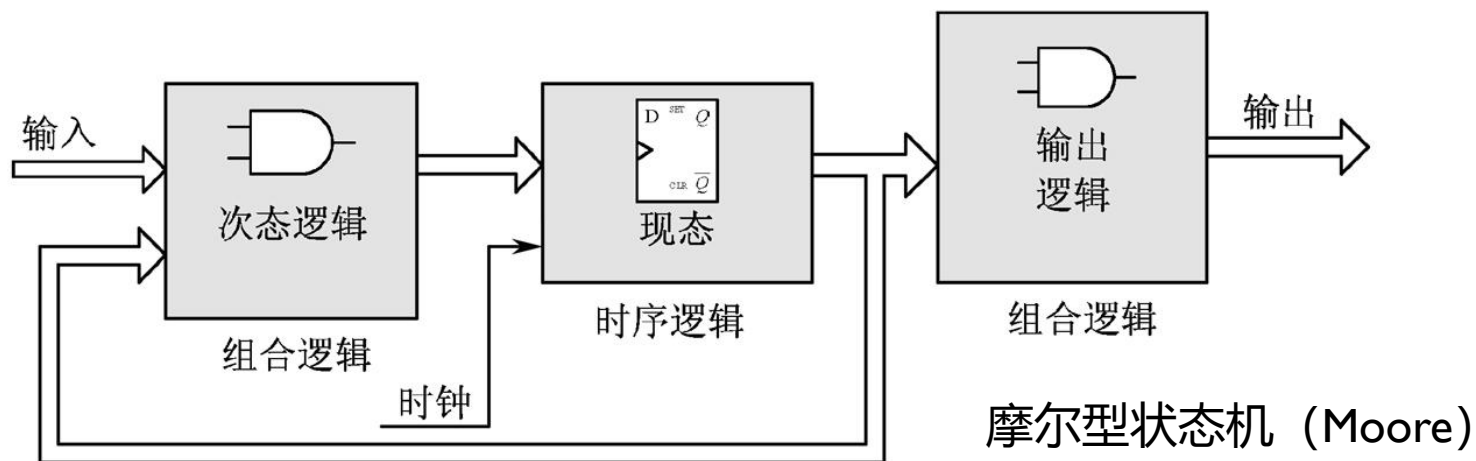 输入
次态逻辑
组合逻辑
时钟
D SET Q
CLR Q̅
现态
时序逻辑
输出
逻辑
组合逻辑
输出
摩尔型状态机（Moore）